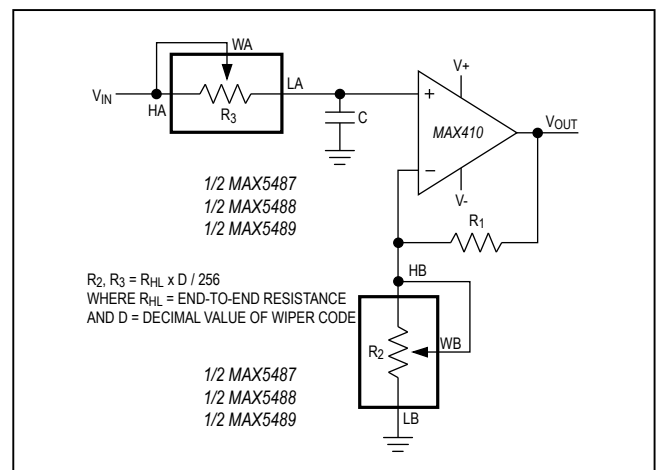 WA
V+
VIN
HA
R3
LA
C
+
MAX410
VOUT
−
V-
R1
1/2 MAX5487
1/2 MAX5488
1/2 MAX5489
HB
R2, R3 = RHL x D / 256
WHERE RHL = END-TO-END RESISTANCE
AND D = DECIMAL VALUE OF WIPER CODE
R2
WB
1/2 MAX5487
1/2 MAX5488
1/2 MAX5489
LB